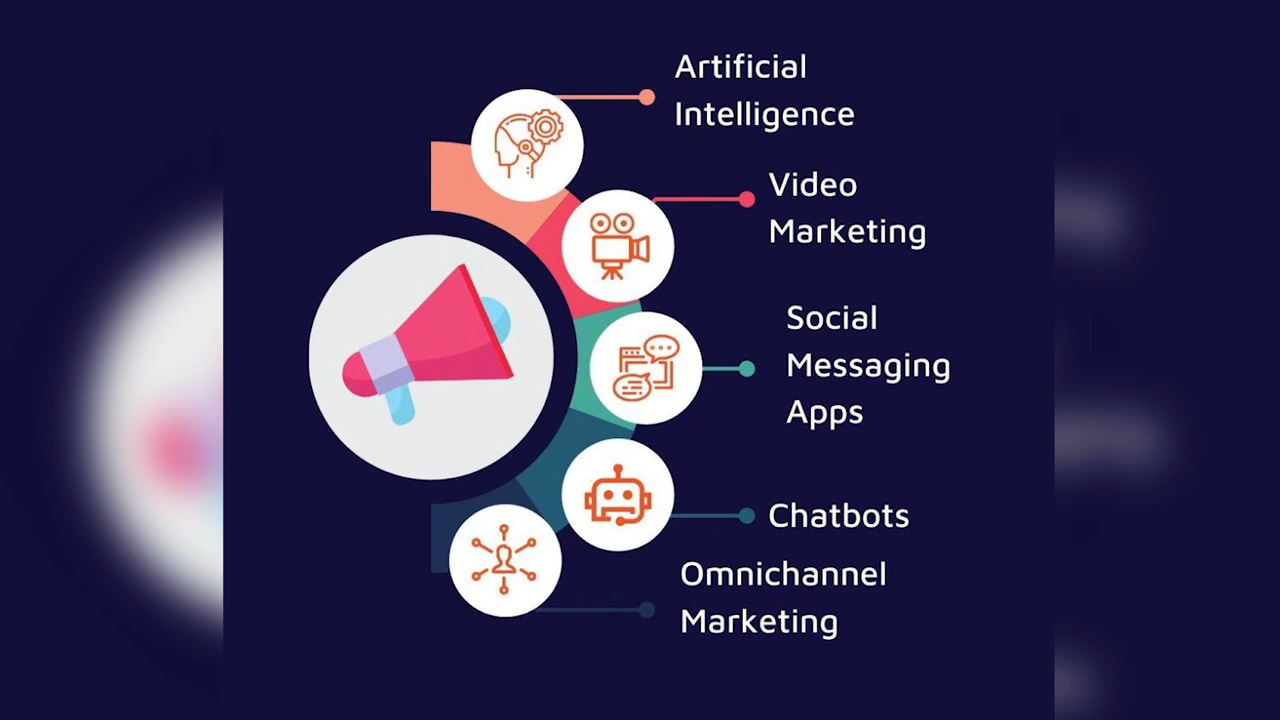 Artificial
Intelligence
Video
Marketing
Social
Messaging
Apps
Chatbots
Omnichannel
Marketing